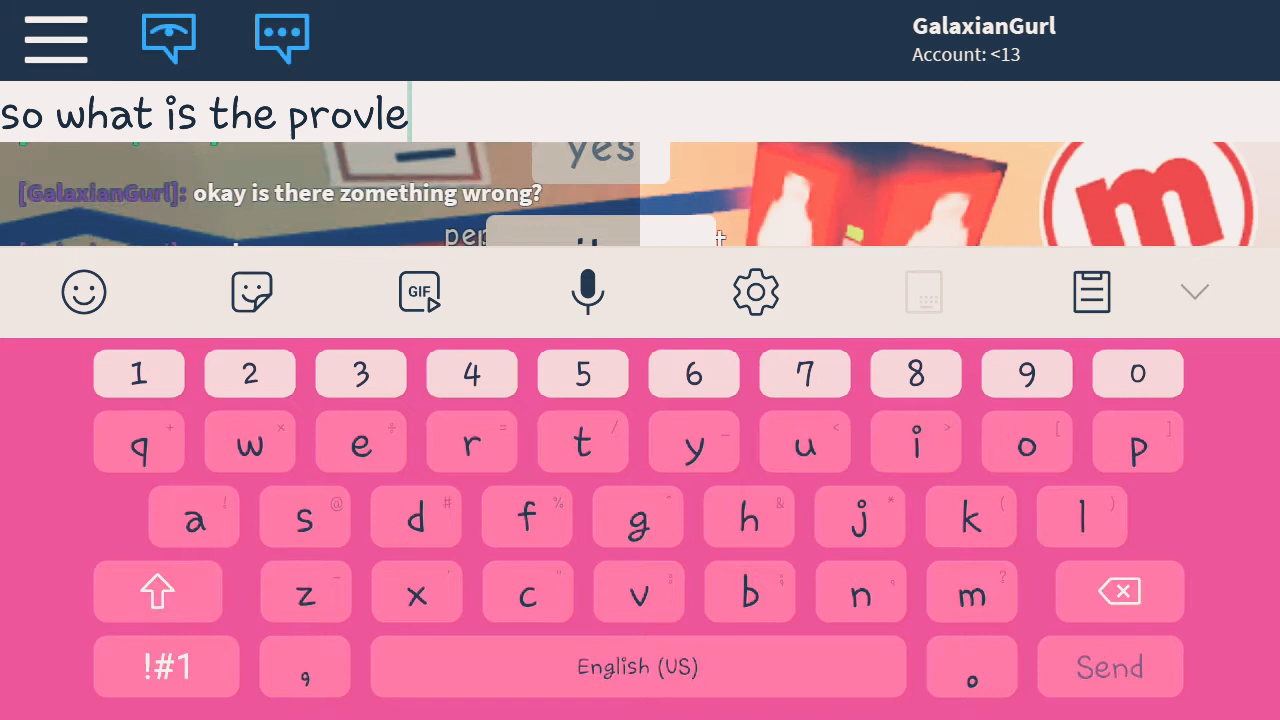 GalaxianGurl
Account: <13
so what is the provle
yes
[GalaxianGurl]: okay is there zomething wrong?
m
GIF
1 2 3 4 5 6 7 8 9 0
q w e r t y u i o p
a s d f g h j k l
z x c v b n m
!#1 , English (US) . Send